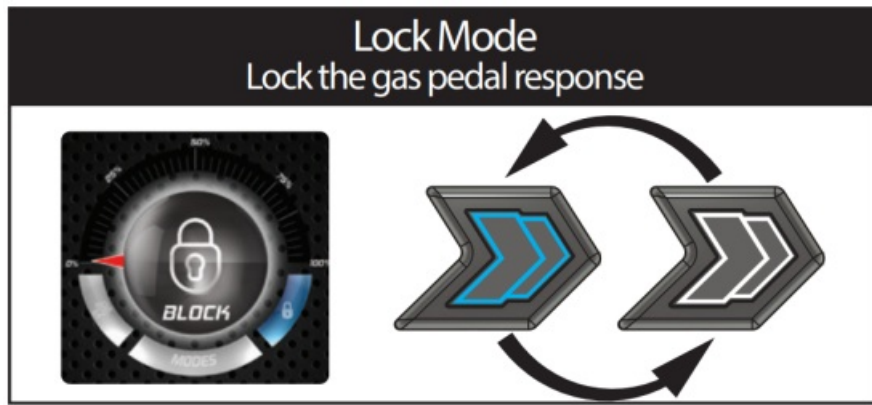 Lock Mode
Lock the gas pedal response
50%
25%
75%
0%
100%
BLOCK
MODES